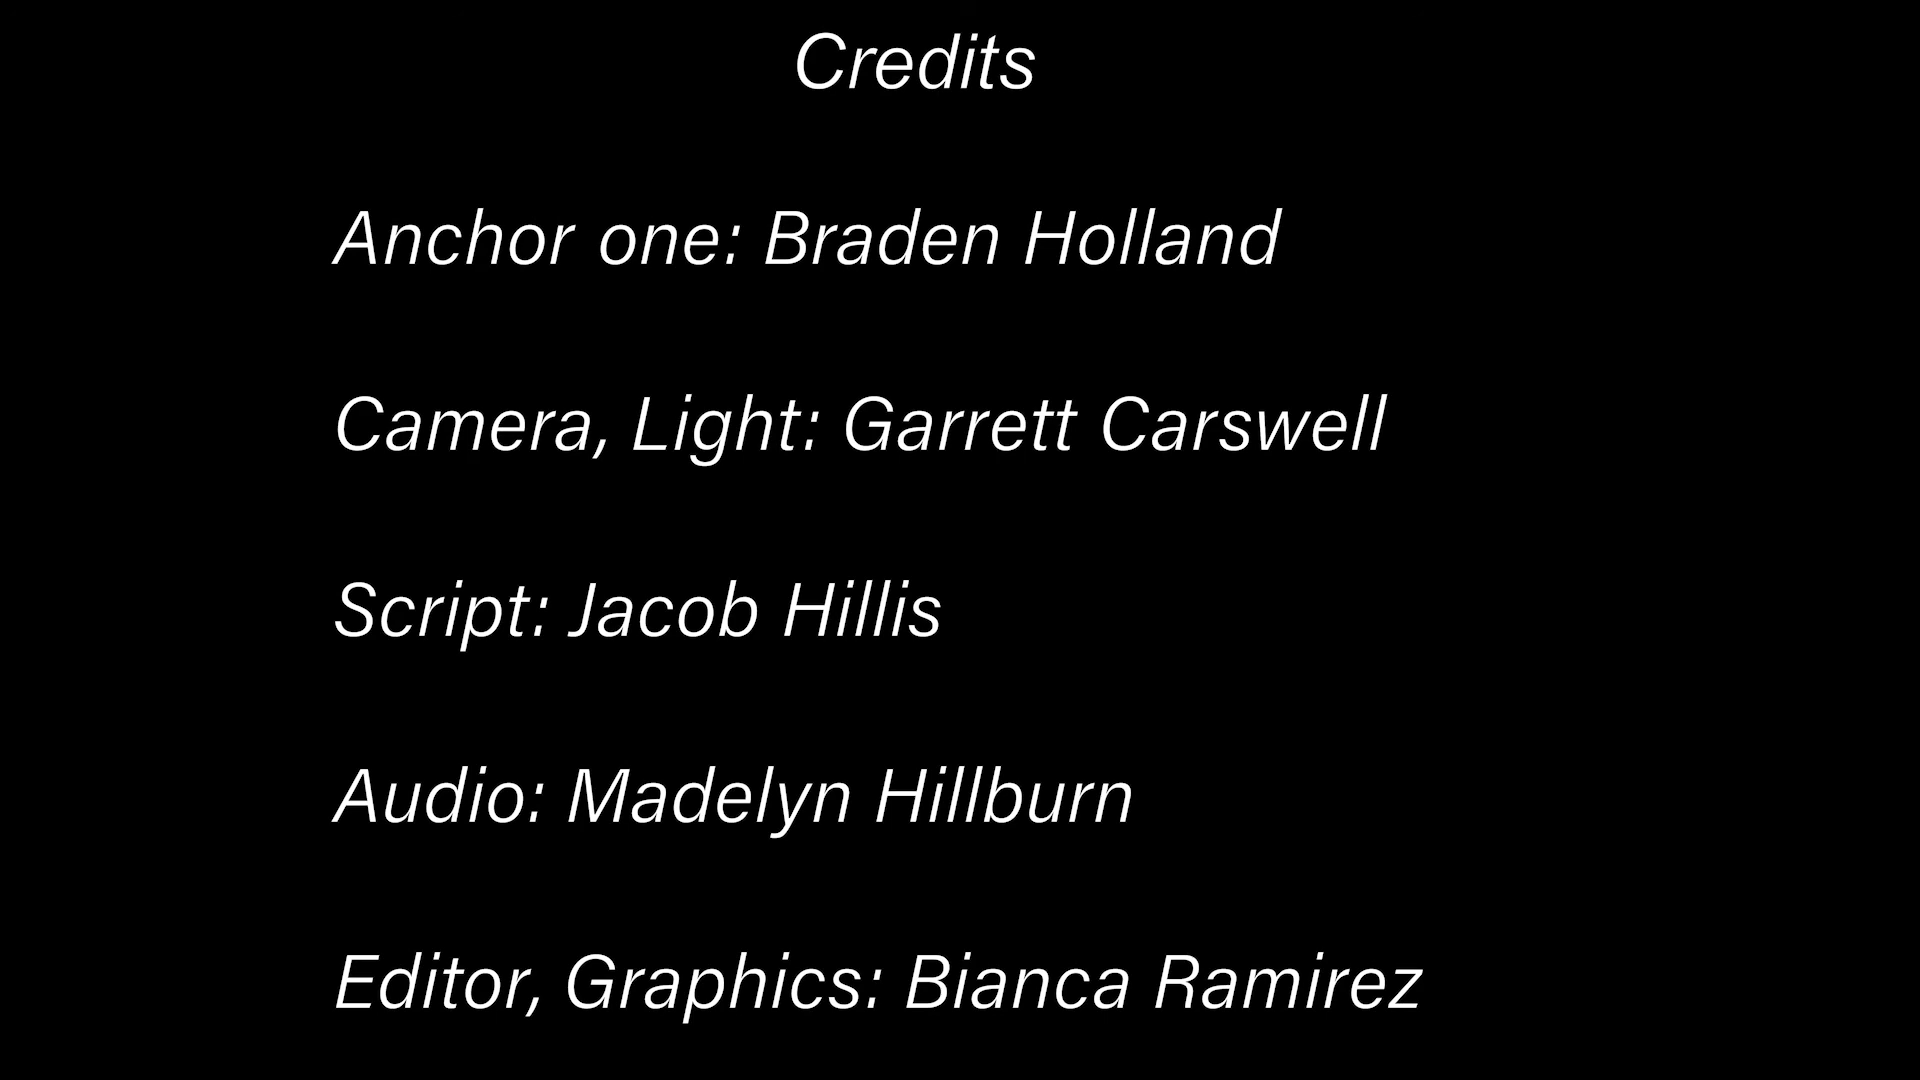 Credits
Anchor one: Braden Holland
Camera, Light: Garrett Carswell
Script: Jacob Hillis
Audio: Madelyn Hillburn
Editor, Graphics: Bianca Ramirez